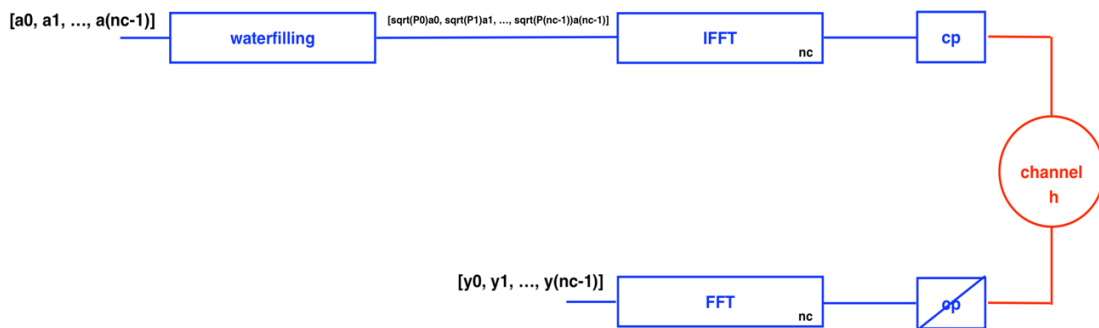 [a0, a1, ..., a(nc-1)]
waterfilling
[sqrt(P0)a0, sqrt(P1)a1, ..., sqrt(P(nc-1))a(nc-1)]
IFFT
nc
cp
channel
h
[y0, y1, ..., y(nc-1)]
FFT
nc
cp